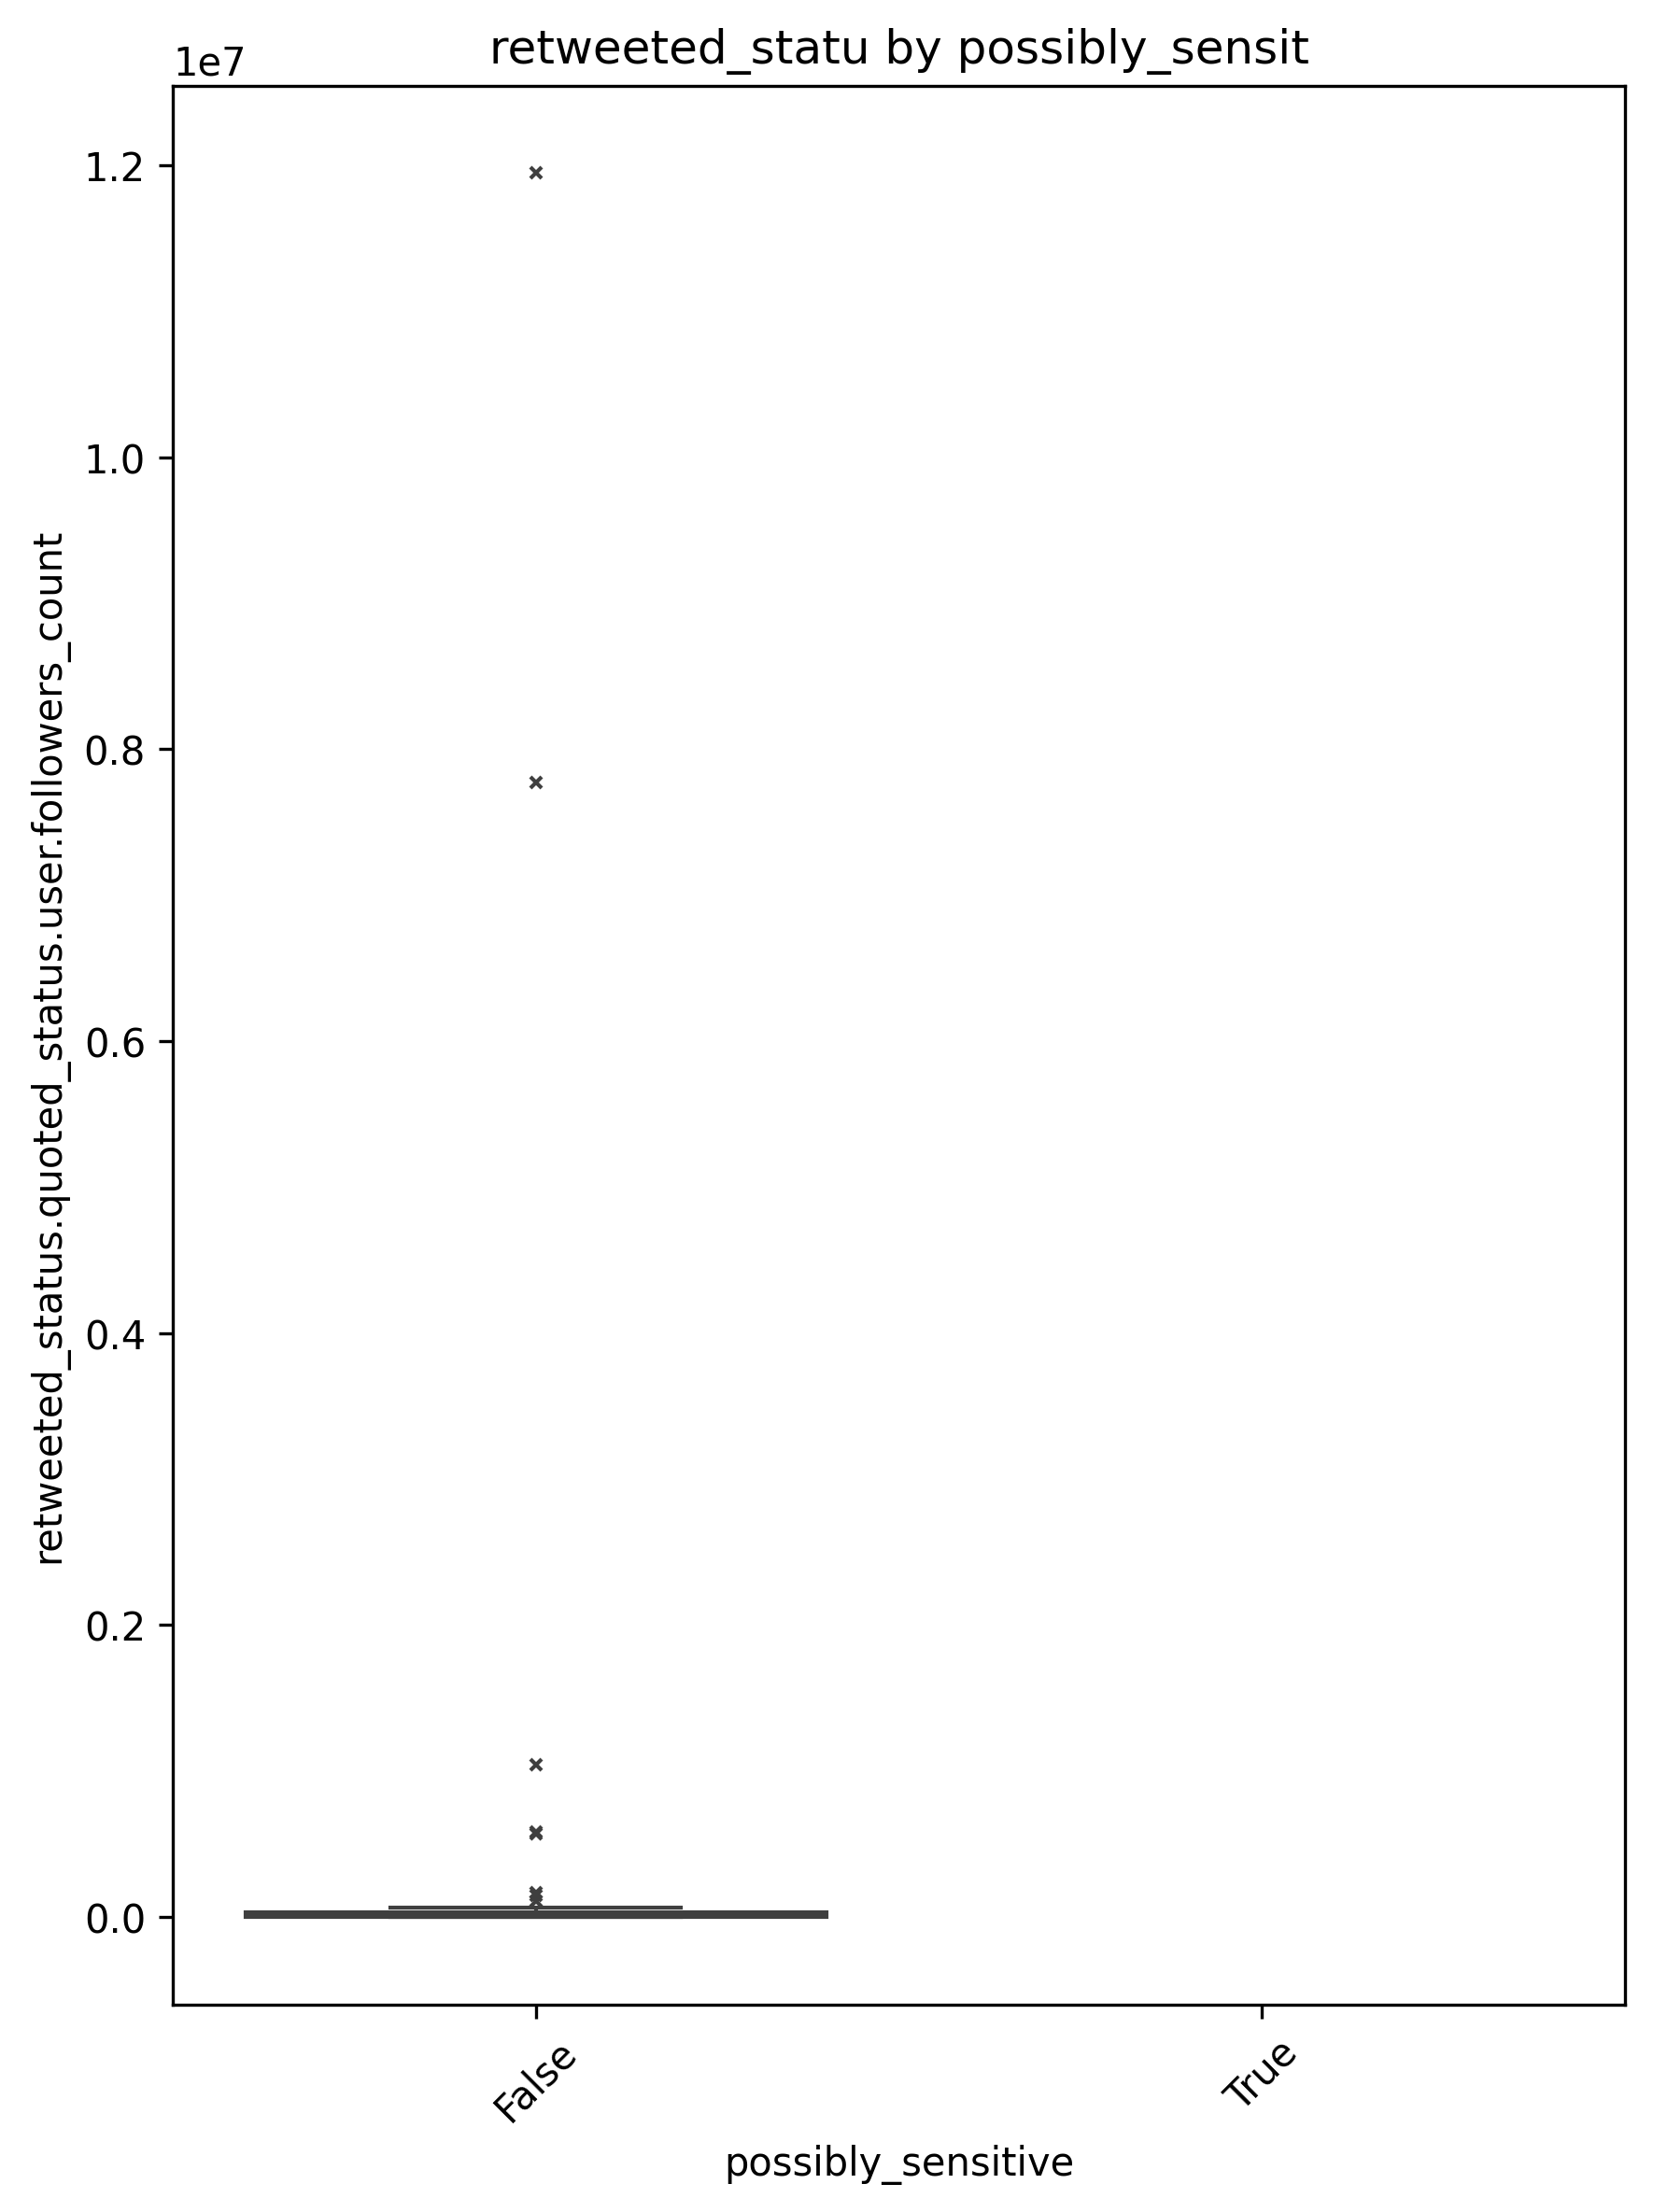 retweeted_statu by possibly_sensit
1e7
1.2
1.0
0.8
0.6
0.4
0.2
0.0
retweeted_status.quoted_status.user.followers_count
False
True
possibly_sensitive